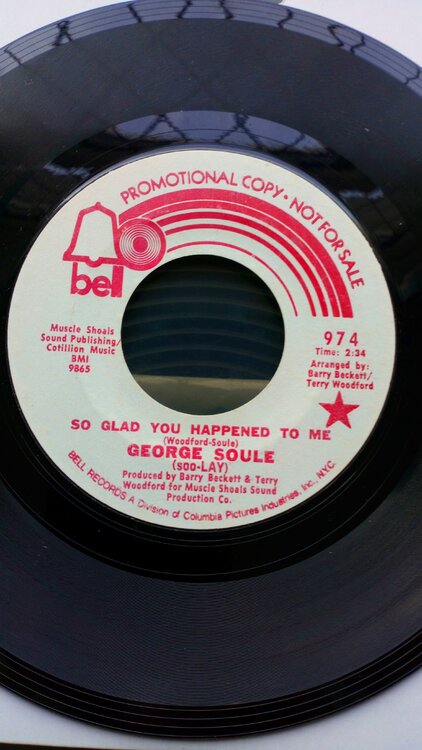 PROMOTIONAL COPY • NOT FOR SALE
bell
Muscle Shoals
Sound Publishing/
Cotillion Music
BMI
9865
974
Time: 2:34
Arranged by:
Barry Beckett/
Terry Woodford
SO GLAD YOU HAPPENED TO ME
(Woodford-Soule)
GEORGE SOULE
(SOO-LAY)
Produced by Barry Beckett & Terry
Woodford for Muscle Shoals Sound
Production Co.
BELL RECORDS A Division of Columbia Pictures Industries, Inc., N.Y.C.